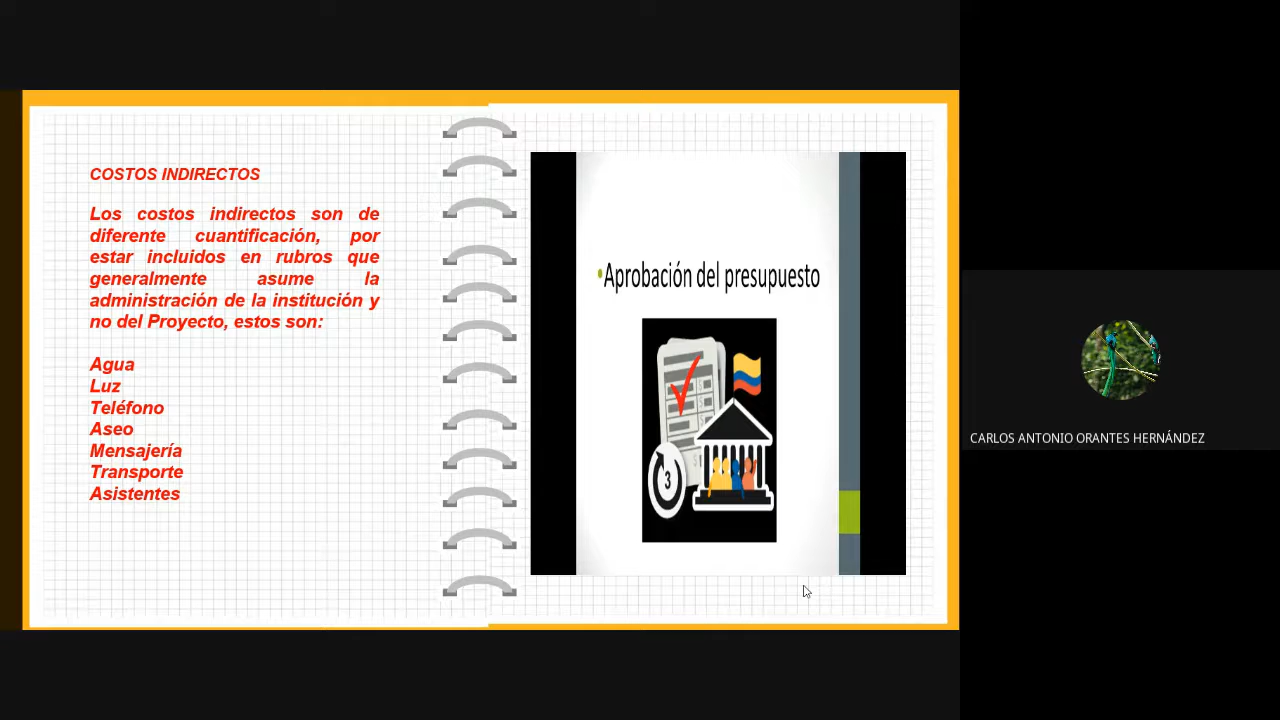 COSTOS INDIRECTOS
Los costos indirectos son de
diferente cuantificación, por
estar incluidos en rubros que
generalmente asume la
administración de la institución y
no del Proyecto, estos son:
Agua
Luz
Teléfono
Aseo
Mensajería
Transporte
Asistentes
•Aprobación del presupuesto
3
CARLOS ANTONIO ORANTES HERNÁNDEZ